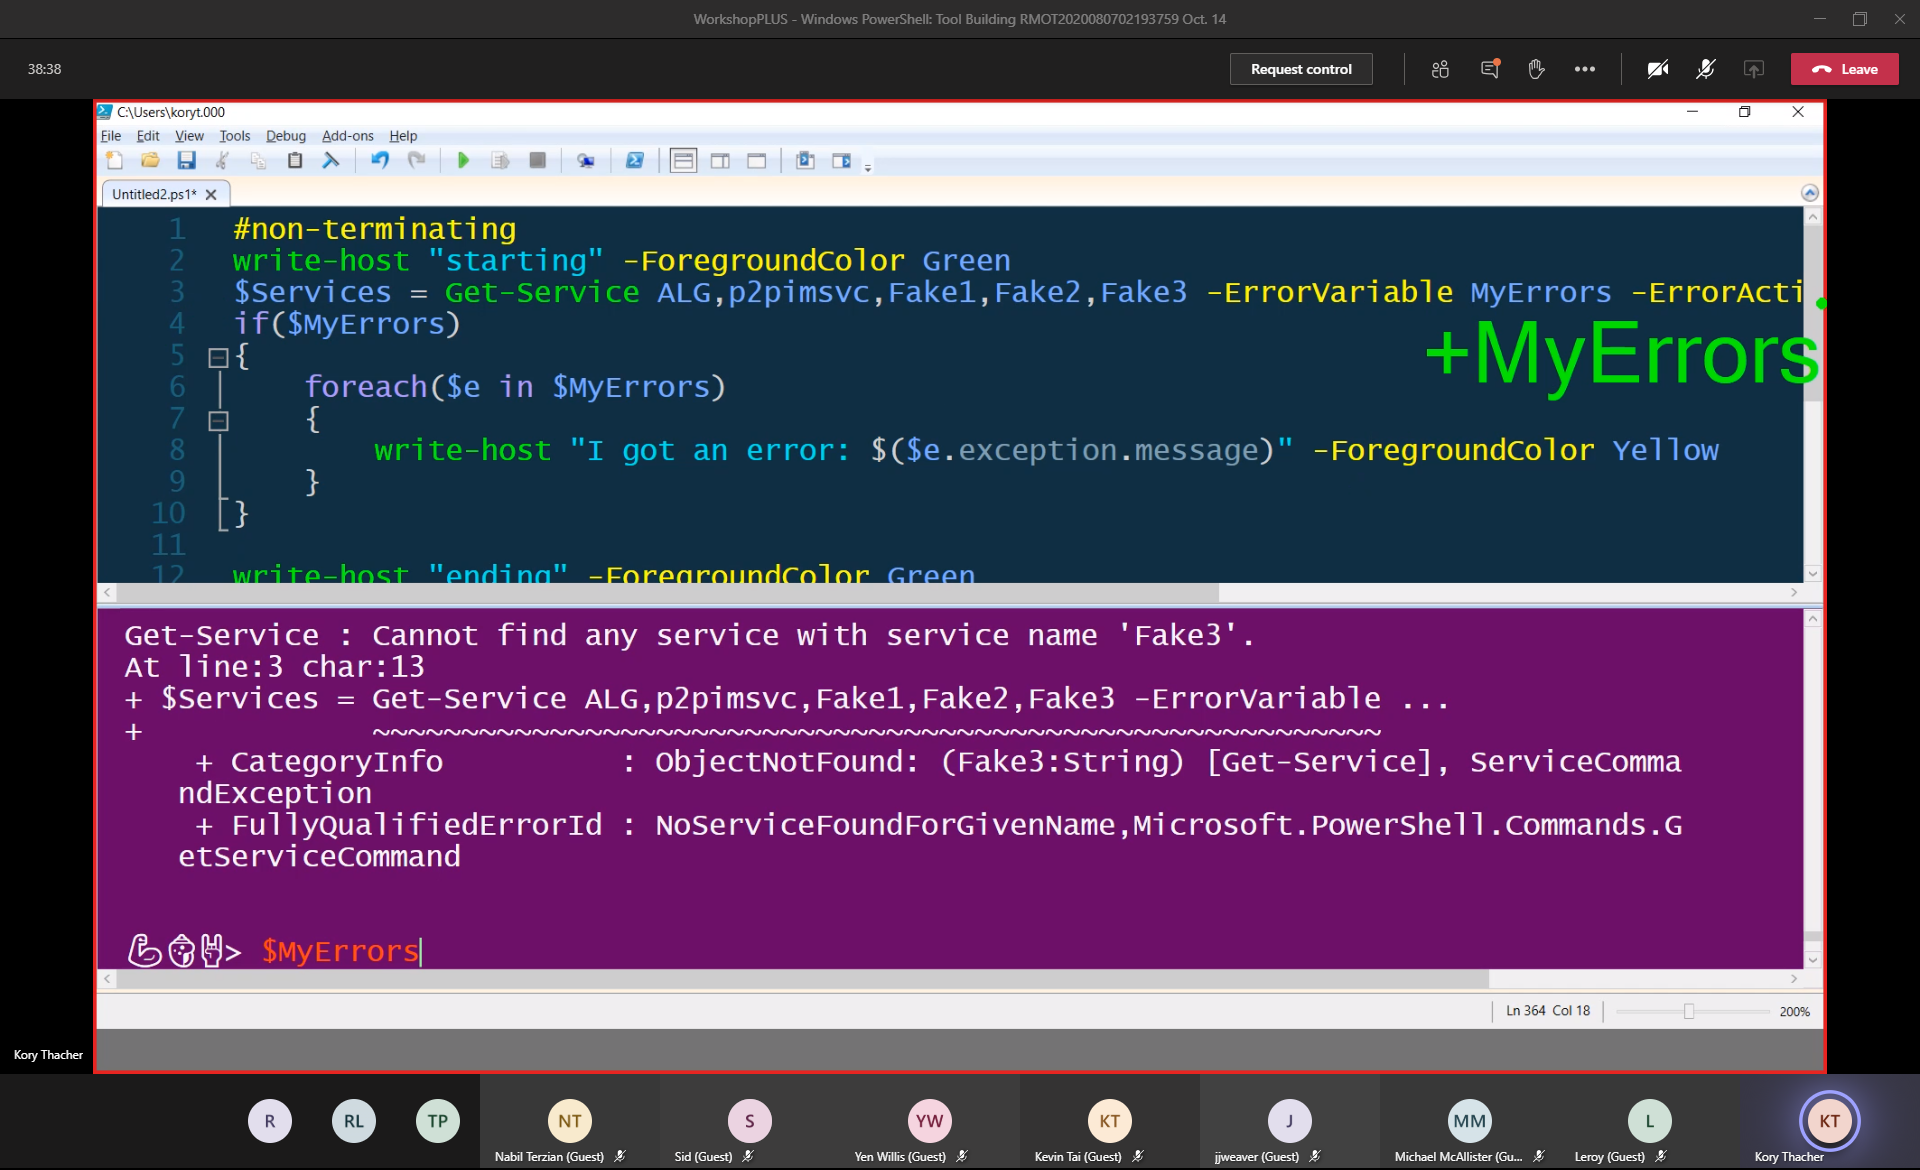 WorkshopPLUS - Windows PowerShell: Tool Building RMOT2020080702193759 Oct. 14
38:38
Request control
Leave
C:\Users\koryt.000
File Edit View Tools Debug Add-ons Help
Untitled2.ps1*
1 #non-terminating
2 write-host "starting" -ForegroundColor Green
3 $Services = Get-Service ALG,p2pimsvc,Fake1,Fake2,Fake3 -ErrorVariable MyErrors -ErrorActi
4 if($MyErrors)
+MyErrors
5 {
6 foreach($e in $MyErrors)
7 {
8 write-host "I got an error: $($e.exception.message)" -ForegroundColor Yellow
9 }
10 }
11
12 write-host "ending" -ForegroundColor Green
Get-Service : Cannot find any service with service name 'Fake3'.
At line:3 char:13
+ $Services = Get-Service ALG,p2pimsvc,Fake1,Fake2,Fake3 -ErrorVariable ...
+ ~~~~~~~~~~~~~~~~~~~~~~~~~~~~~~~~~~~~~~~~~~~~~~~~~~~~~~~~~
+ CategoryInfo : ObjectNotFound: (Fake3:String) [Get-Service], ServiceComma
ndException
+ FullyQualifiedErrorId : NoServiceFoundForGivenName,Microsoft.PowerShell.Commands.G
etServiceCommand
> $MyErrors
Ln 364 Col 18
200%
Kory Thacher
R
RL
TP
NT
S
YW
KT
J
MM
L
KT
Nabil Terzian (Guest)
Sid (Guest)
Yen Willis (Guest)
Kevin Tai (Guest)
jjweaver (Guest)
Michael McAllister (Gu...
Leroy (Guest)
Kory Thacher